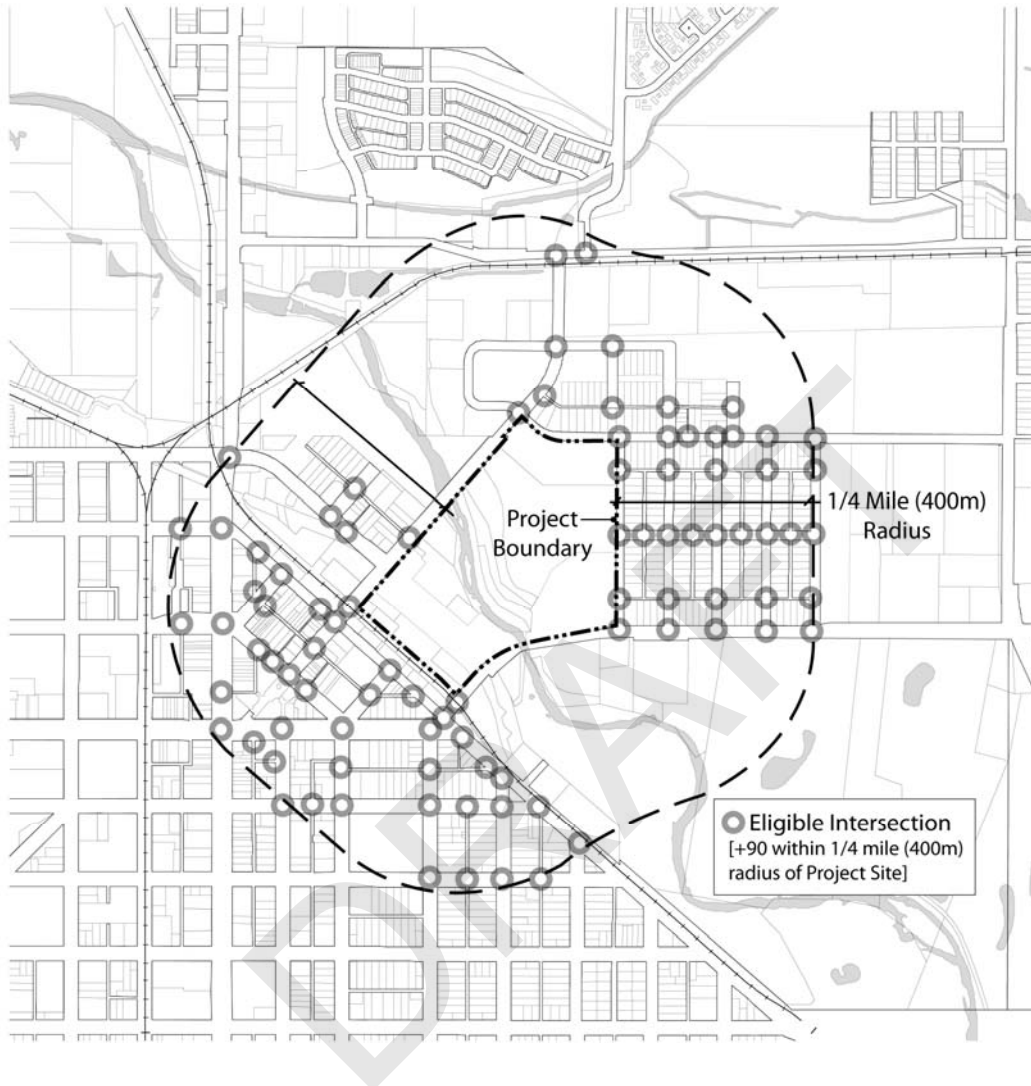 Project
Boundary
1/4 Mile (400m)
Radius
Eligible Intersection
[+90 within 1/4 mile (400m)
radius of Project Site]
DRAFT